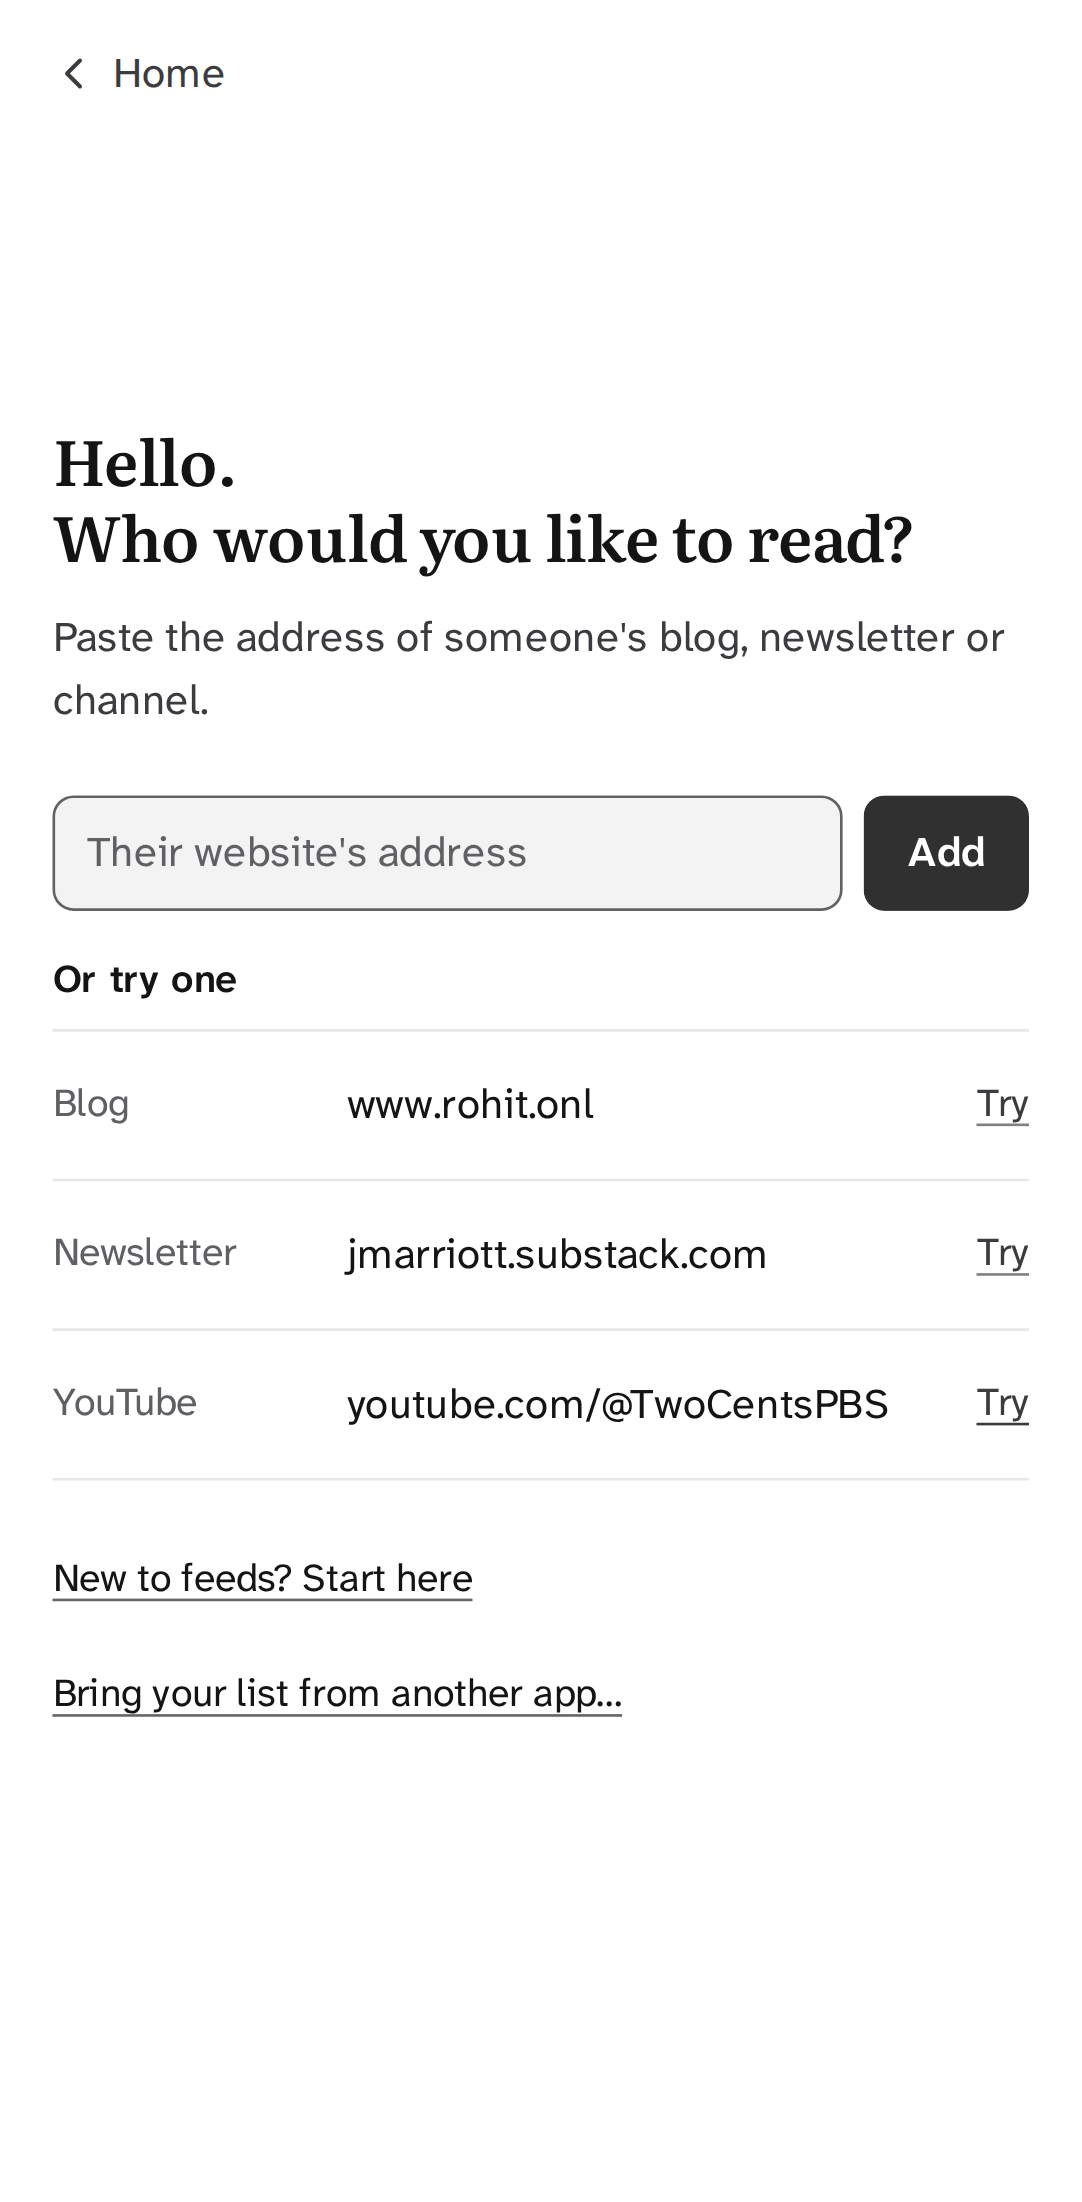 Home
Hello.
Who would you like to read?
Paste the address of someone's blog, newsletter or
channel.
Their website's address
Add
Or try one
Blog www.rohit.onl Try
Newsletter jmarriott.substack.com Try
YouTube youtube.com/@TwoCentsPBS Try
New to feeds? Start here
Bring your list from another app...